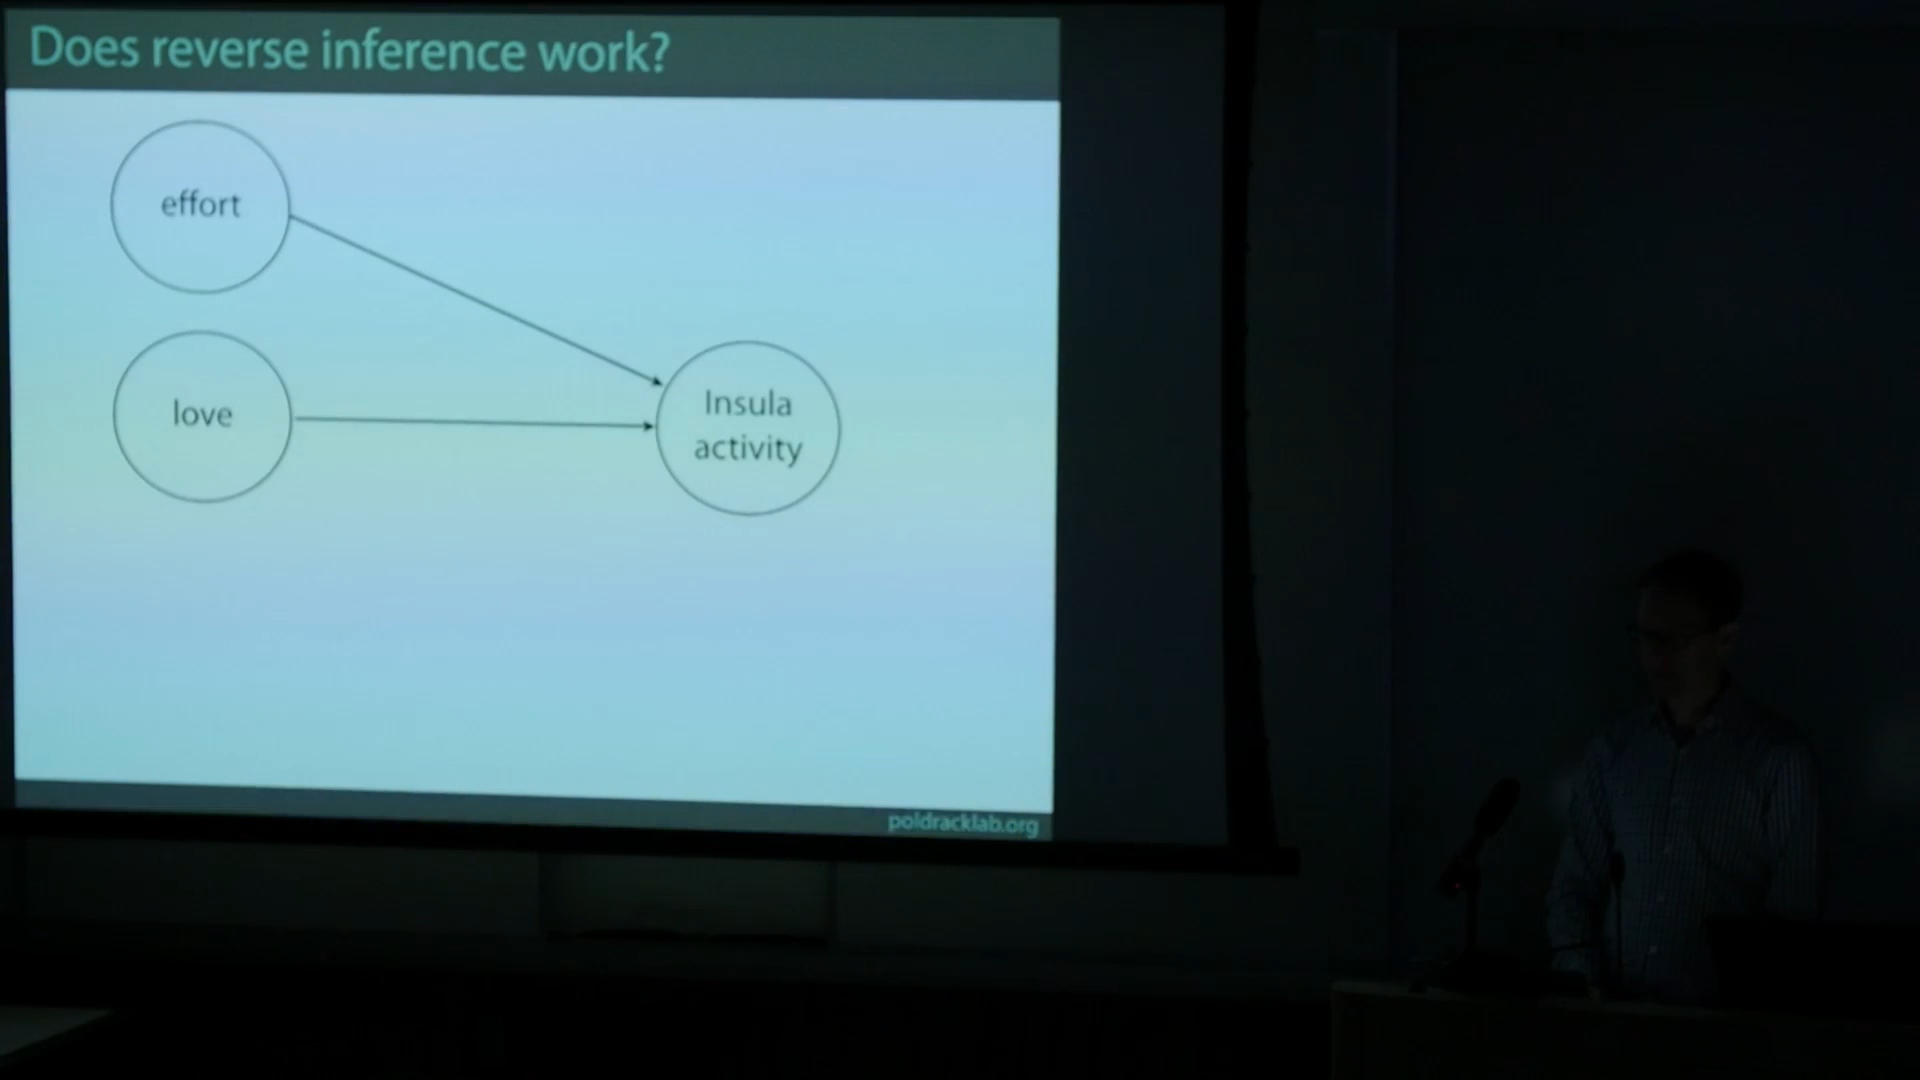 Does reverse inference work?
effort
love
Insula
activity
poldracklab.org